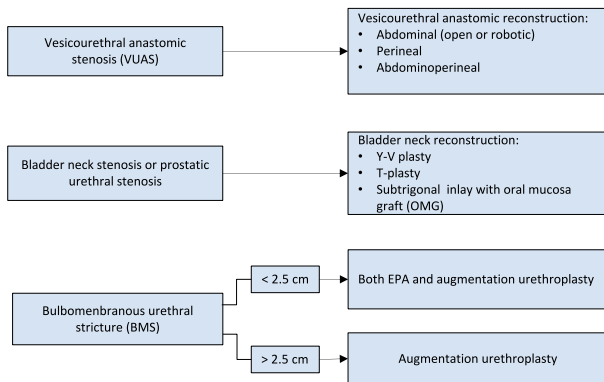 Vesicourethral anastomic
stenosis (VUAS)
Vesicourethral anatomic reconstruction:
• Abdominal (open or robotic)
• Perineal
• Abdominoperineal
Bladder neck stenosis or prostatic
urethral stenosis
Bladder neck reconstruction:
• Y-V plasty
• T-plasty
• Subtrigonal inlay with oral mucosa
graft (OMG)
Bulbomenbranous urethral
stricture (BMS)
< 2.5 cm
Both EPA and augmentation urethroplasty
> 2.5 cm
Augmentation urethroplasty